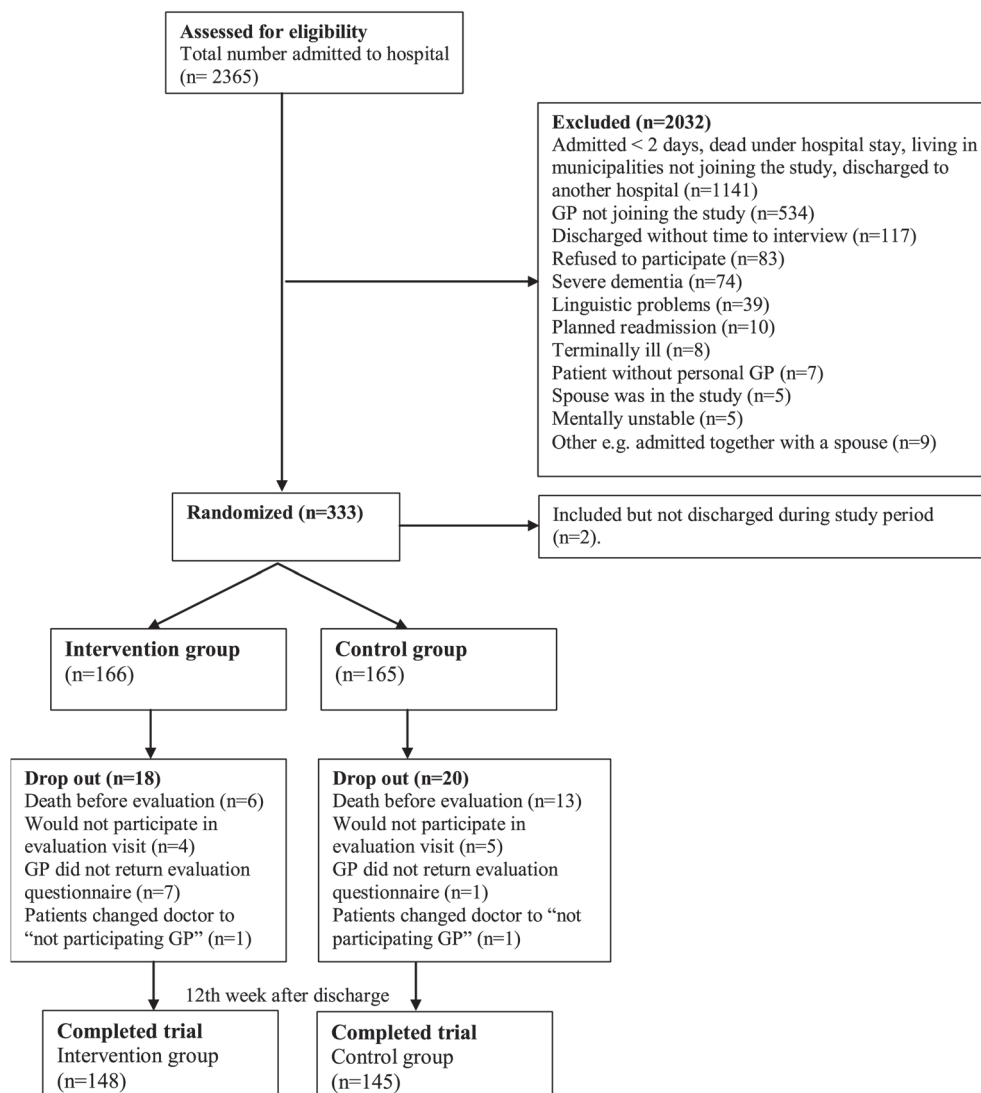 Assessed for eligibility
Total number admitted to hospital
(n= 2365)
Excluded (n=2032)
Admitted < 2 days, dead under hospital stay, living in
municipalities not joining the study, discharged to
another hospital (n=1141)
GP not joining the study (n=534)
Discharged without time to interview (n=117)
Refused to participate (n=83)
Severe dementia (n=74)
Linguistic problems (n=39)
Planned readmission (n=10)
Terminally ill (n=8)
Patient without personal GP (n=7)
Spouse was in the study (n=5)
Mentally unstable (n=5)
Other e.g. admitted together with a spouse (n=9)
Randomized (n=333)
Included but not discharged during study period
(n=2).
Intervention group
(n=166)
Control group
(n=165)
Drop out (n=18)
Death before evaluation (n=6)
Would not participate in
evaluation visit (n=4)
GP did not return evaluation
questionnaire (n=7)
Patients changed doctor to
“not participating GP” (n=1)
Drop out (n=20)
Death before evaluation (n=13)
Would not participate in
evaluation visit (n=5)
GP did not return evaluation
questionnaire (n=1)
Patients changed doctor to “not
participating GP” (n=1)
12th week after discharge
Completed trial
Intervention group
(n=148)
Completed trial
Control group
(n=145)